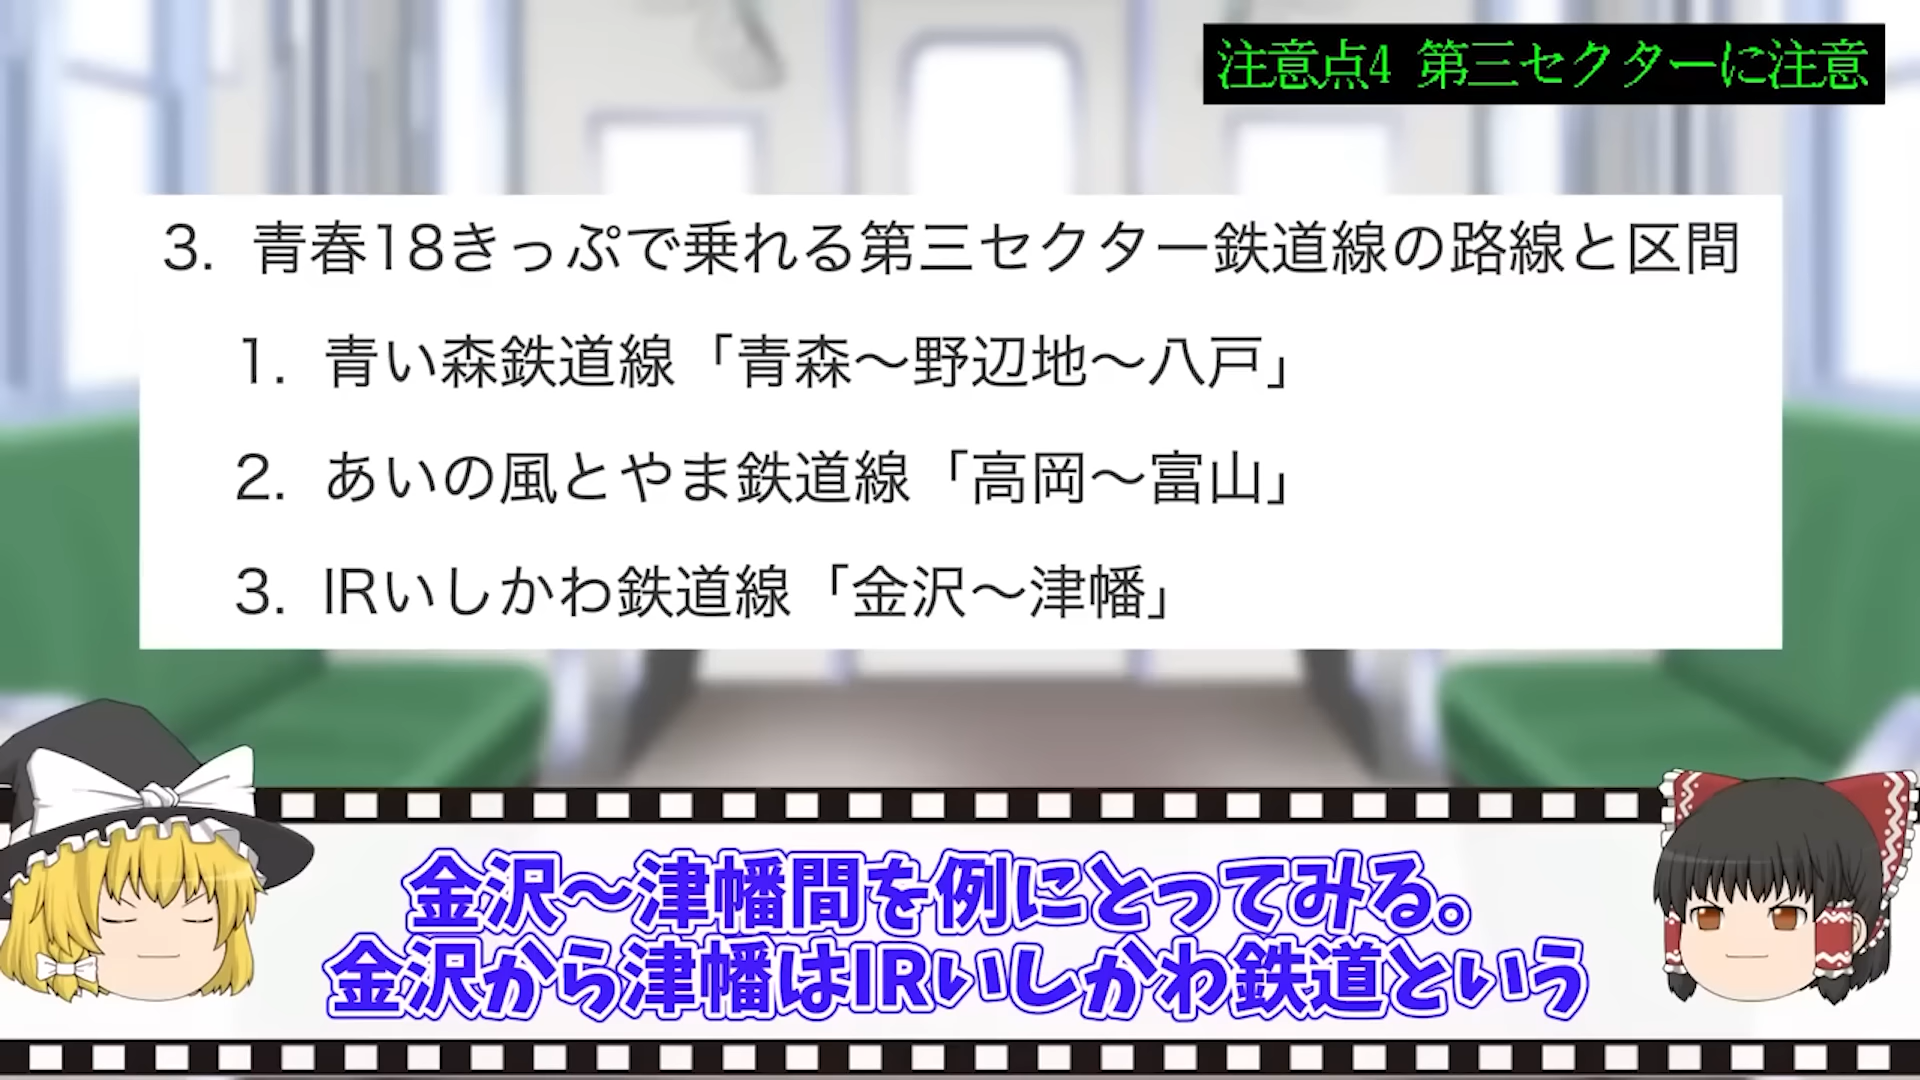 注意点4 第三セクターに注意
3. 青春18きっぷで乗れる第三セクター鉄道線の路線と区間
1. 青い森鉄道線「青森～野辺地～八戸」
2. あいの風とやま鉄道線「高岡～富山」
3. IRいしかわ鉄道線「金沢～津幡」
金沢～津幡間を例にとってみる。
金沢から津幡はIRいしかわ鉄道という